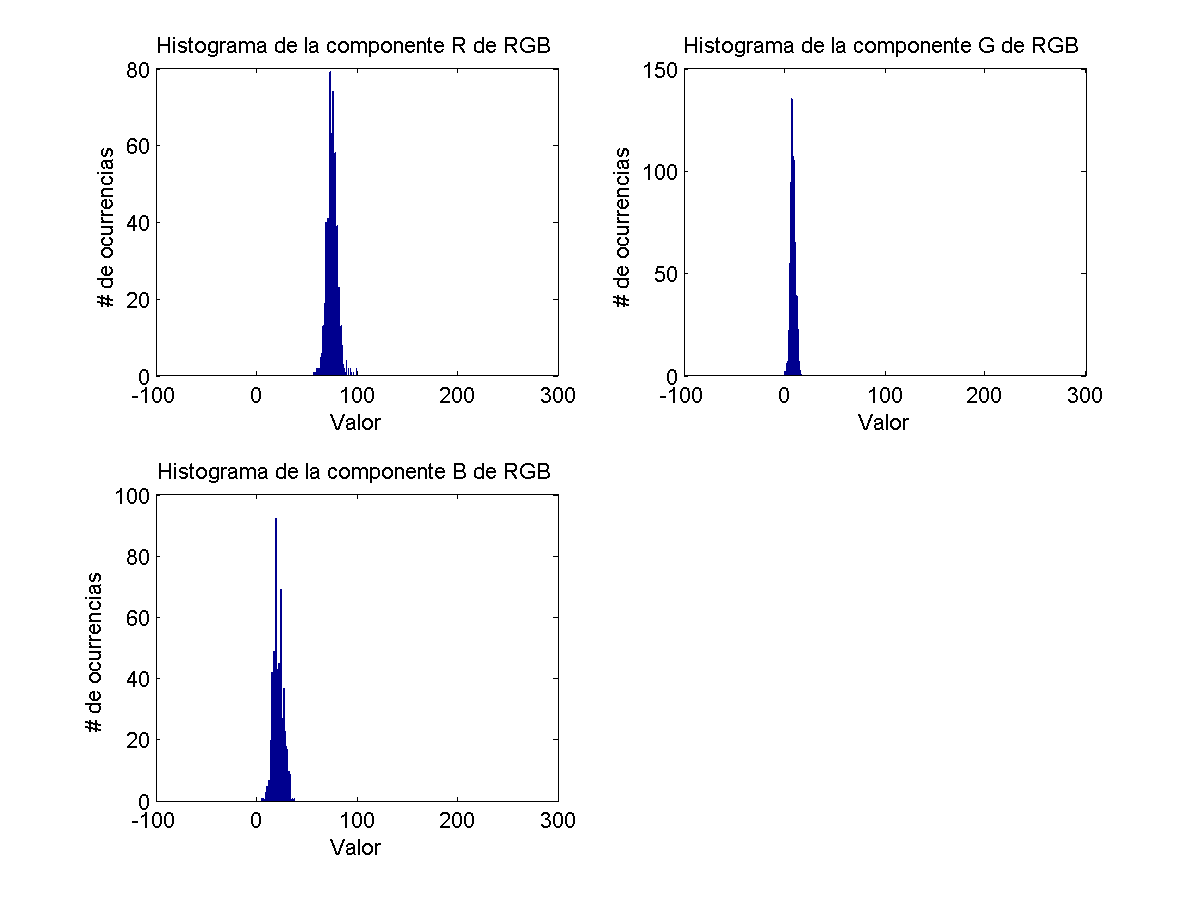 Histograma de la componente R de RGB
80
60
40
20
0
# de ocurrencias
-100 0 100 200 300
Valor
Histograma de la componente G de RGB
150
100
50
0
# de ocurrencias
-100 0 100 200 300
Valor
Histograma de la componente B de RGB
100
80
60
40
20
0
# de ocurrencias
-100 0 100 200 300
Valor